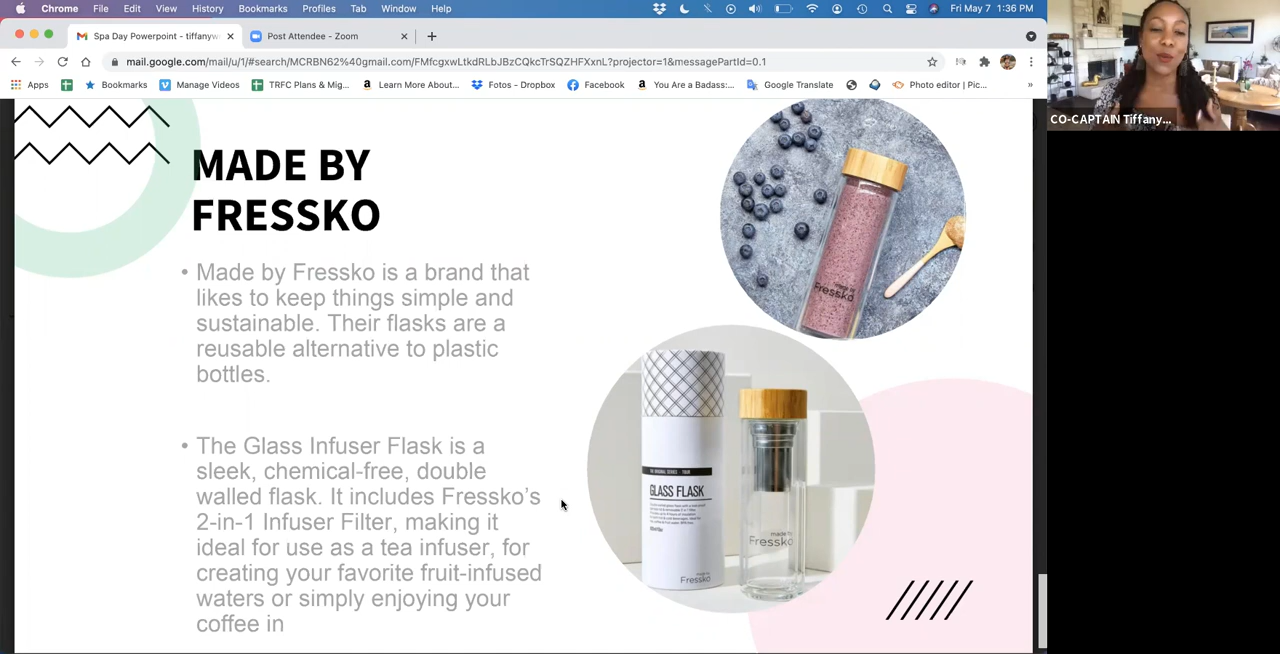 Chrome File Edit View History Bookmarks Profiles Tab Window Help Fri May 7 1:36 PM
Spa Day Powerpoint - tiffanyw Post Attendee - Zoom
mail.google.com/mail/u/1/#search/MCRBN62%40gmail.com/FMfcgxwLtkdRLbJBzCQkcTrSQZHFXxnL?projector=1&messagePartId=0.1
Apps Bookmarks Manage Videos TRFC Plans & Mig... Learn More About... Fotos - Dropbox Facebook You Are a Badass:... Google Translate Photo editor | Pic... »
CO-CAPTAIN Tiffany...
MADE BY
FRESSKO
• Made by Fressko is a brand that
likes to keep things simple and
sustainable. Their flasks are a
reusable alternative to plastic
bottles.
• The Glass Infuser Flask is a
sleek, chemical-free, double
walled flask. It includes Fressko’s
2-in-1 Infuser Filter, making it
ideal for use as a tea infuser, for
creating your favorite fruit-infused
waters or simply enjoying your
coffee in
made by
Fressko
GLASS FLASK
Fressko
made by
Fressko